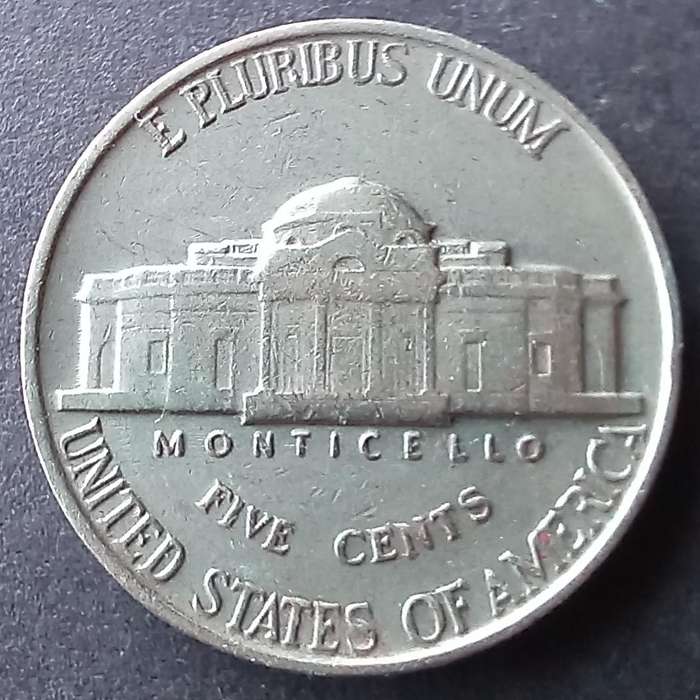 E PLURIBUS UNUM
MONTICELLO
FIVE CENTS
UNITED STATES OF AMERICA